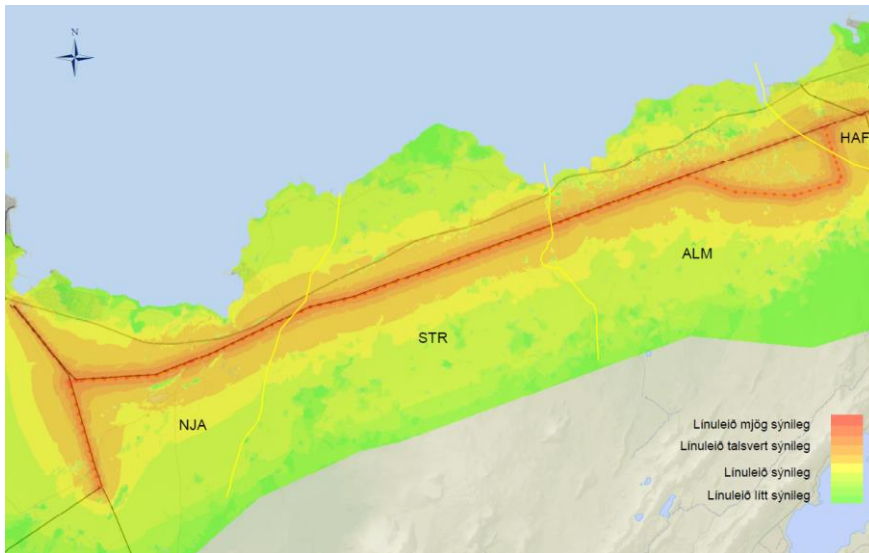 N
HAF
ALM
STR
NJA
Línuleið mjög sýnileg
Línuleið talsvert sýnileg
Línuleið sýnileg
Línuleið lítt sýnileg